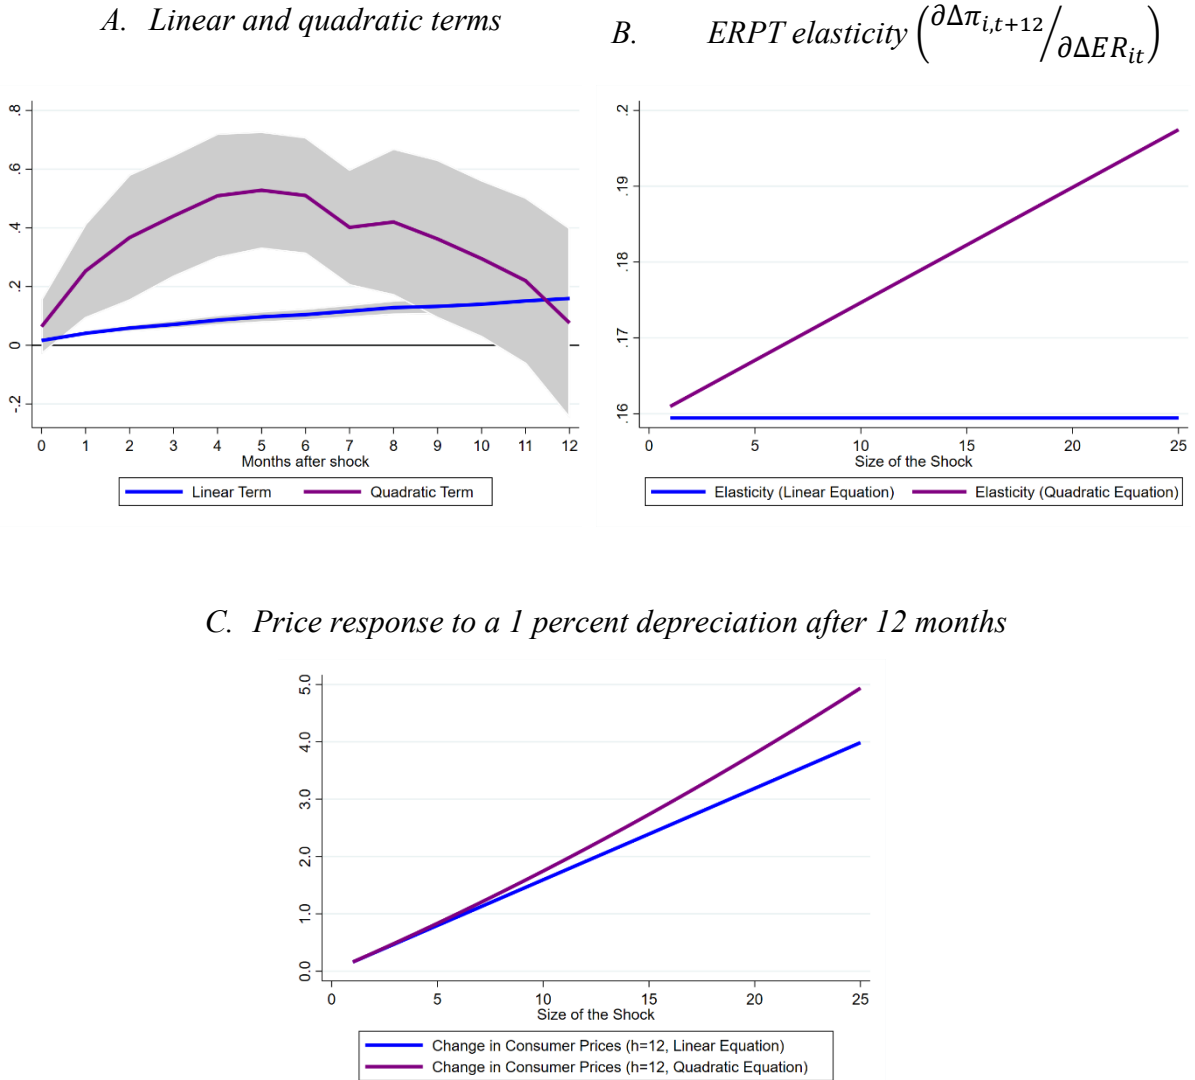 A. Linear and quadratic terms
B. ERPT elasticity (∂Δπi,t+12/∂ΔERit)
.8
.6
.4
.2
0
-.2
0 1 2 3 4 5 6 7 8 9 10 11 12
Months after shock
Linear Term Quadratic Term
.2
.19
.18
.17
.16
0 5 10 15 20 25
Size of the Shock
Elasticity (Linear Equation) Elasticity (Quadratic Equation)
C. Price response to a 1 percent depreciation after 12 months
5.0
4.0
3.0
2.0
1.0
0.0
0 5 10 15 20 25
Size of the Shock
Change in Consumer Prices (h=12, Linear Equation)
Change in Consumer Prices (h=12, Quadratic Equation)